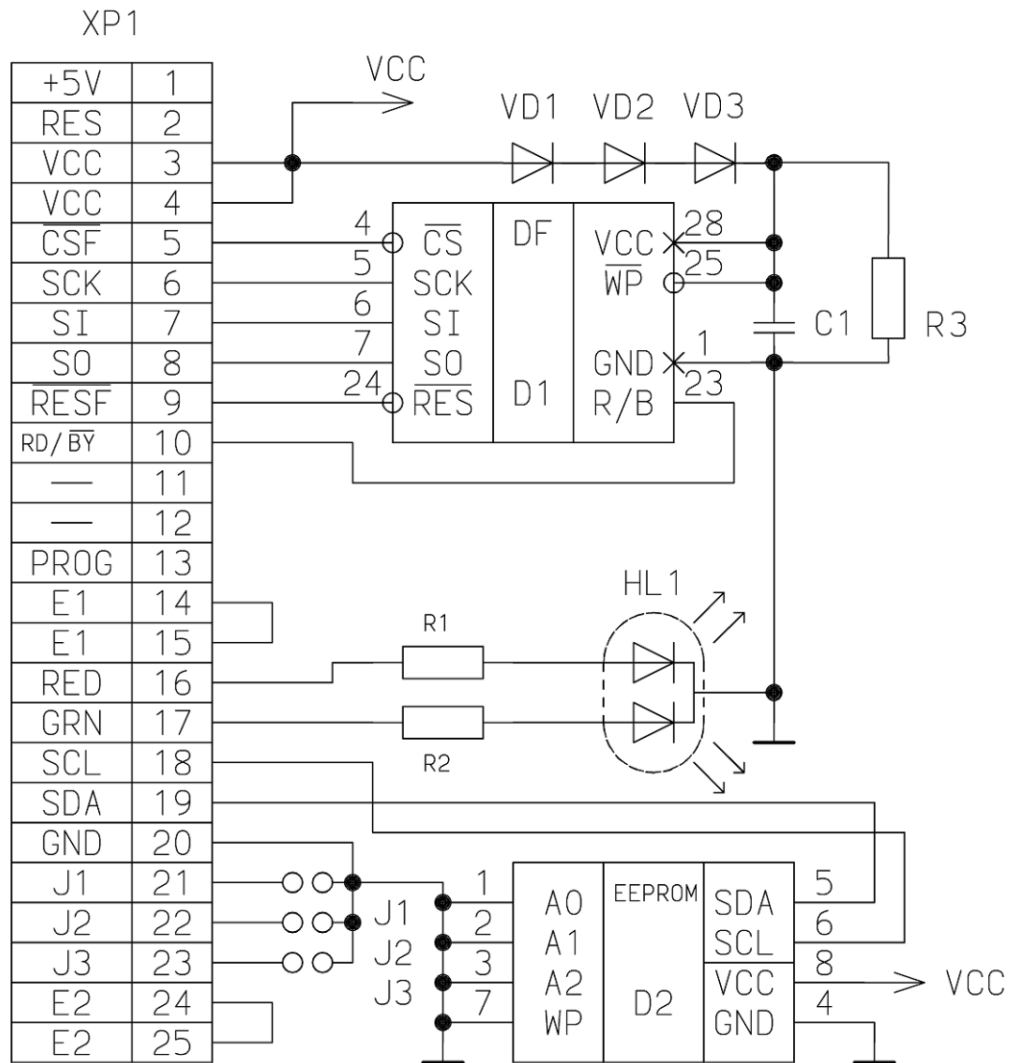 XP1
+5V 1
RES 2
VCC 3
VCC 4
CSF 5
SCK 6
SI 7
SO 8
RESF 9
RD/BY 10
— 11
— 12
PROG 13
E1 14
E1 15
RED 16
GRN 17
SCL 18
SDA 19
GND 20
J1 21
J2 22
J3 23
E2 24
E2 25
VCC
VD1 VD2 VD3
4 CS DF VCC 28
5 SCK WP 25
6 SI
7 SO GND 1
24 RES D1 R/B 23
C1
R3
HL1
R1
R2
J1
J2
J3
1 A0 EEPROM SDA 5
2 A1 SCL 6
3 A2 VCC 8
7 WP D2 GND 4
VCC